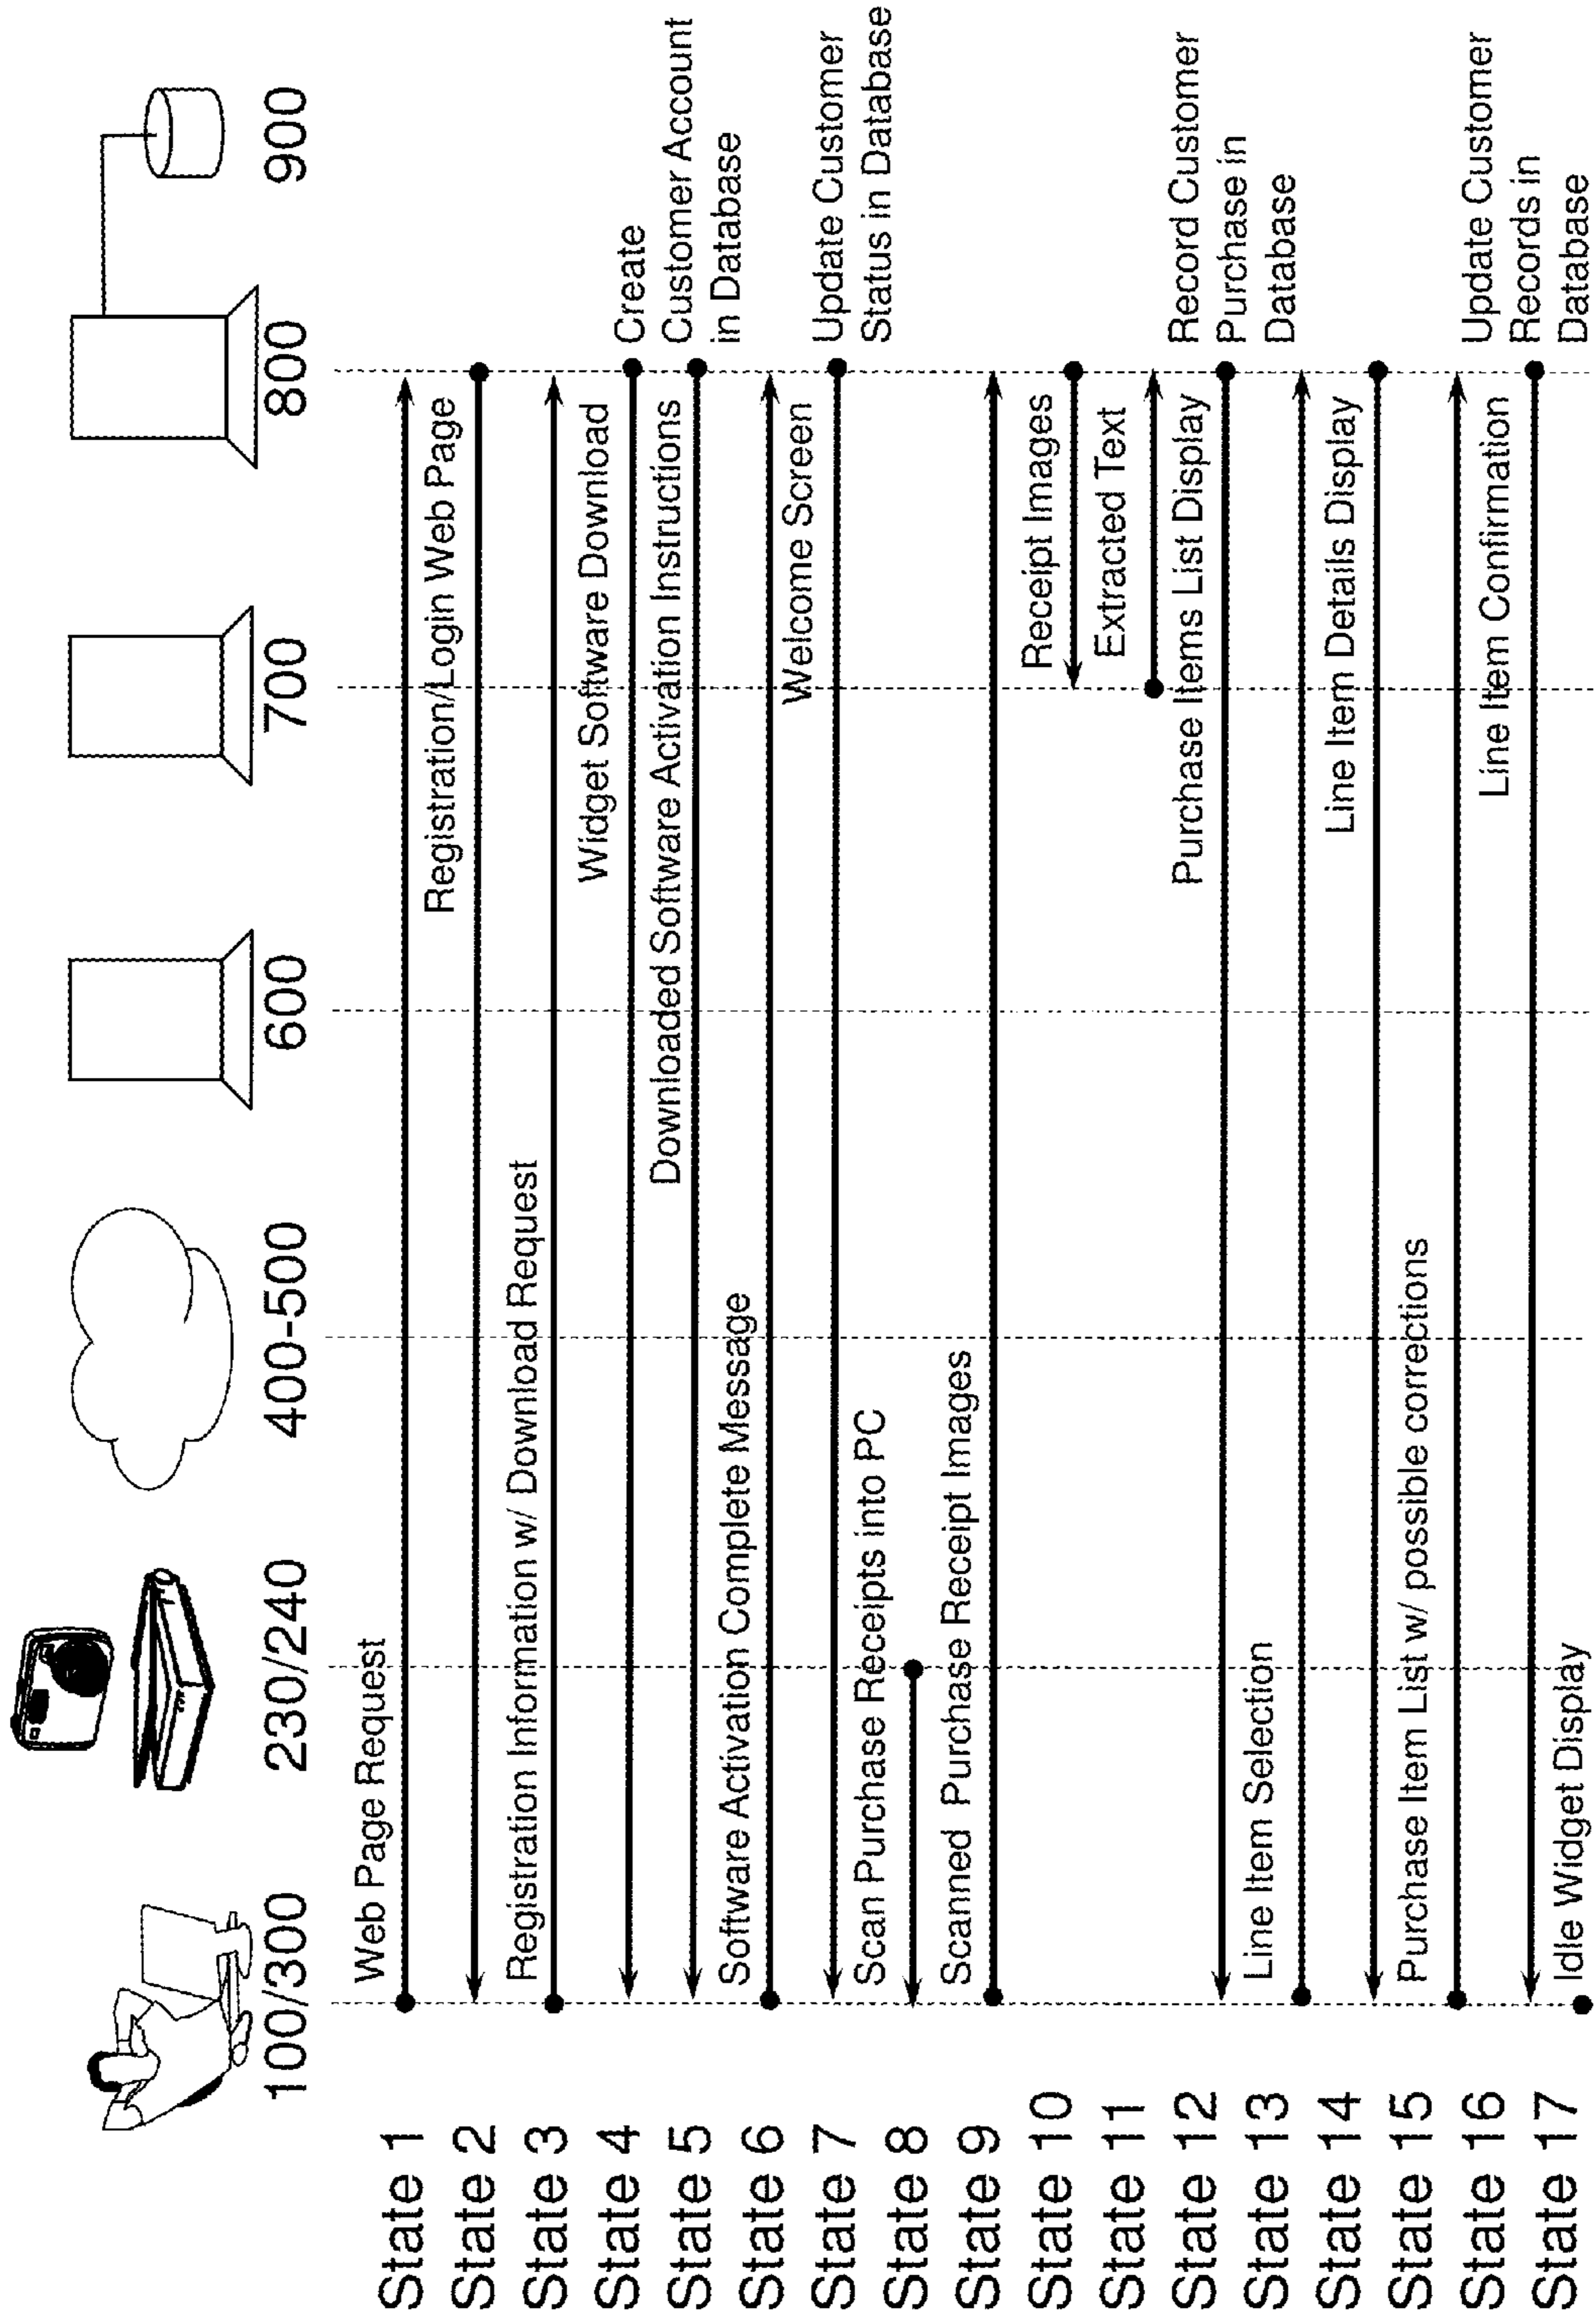 100/300
230/240
400-500
600
700
800
900
State 1
Web Page Request
State 2
Registration/Login Web Page
State 3
Registration Information w/ Download Request
State 4
Widget Software Download
Create
Customer Account
in Database
State 5
Downloaded Software Activation Instructions
State 6
Software Activation Complete Message
State 7
Welcome Screen
Update Customer
Status in Database
State 8
Scan Purchase Receipts into PC
State 9
Scanned Purchase Receipt Images
State 10
Receipt Images
State 11
Extracted Text
State 12
Purchase Items List Display
Record Customer
Purchase in
Database
State 13
Line Item Selection
State 14
Line Item Details Display
State 15
Purchase Item List w/ possible corrections
State 16
Line Item Confirmation
Update Customer
Records in
Database
State 17
Idle Widget Display